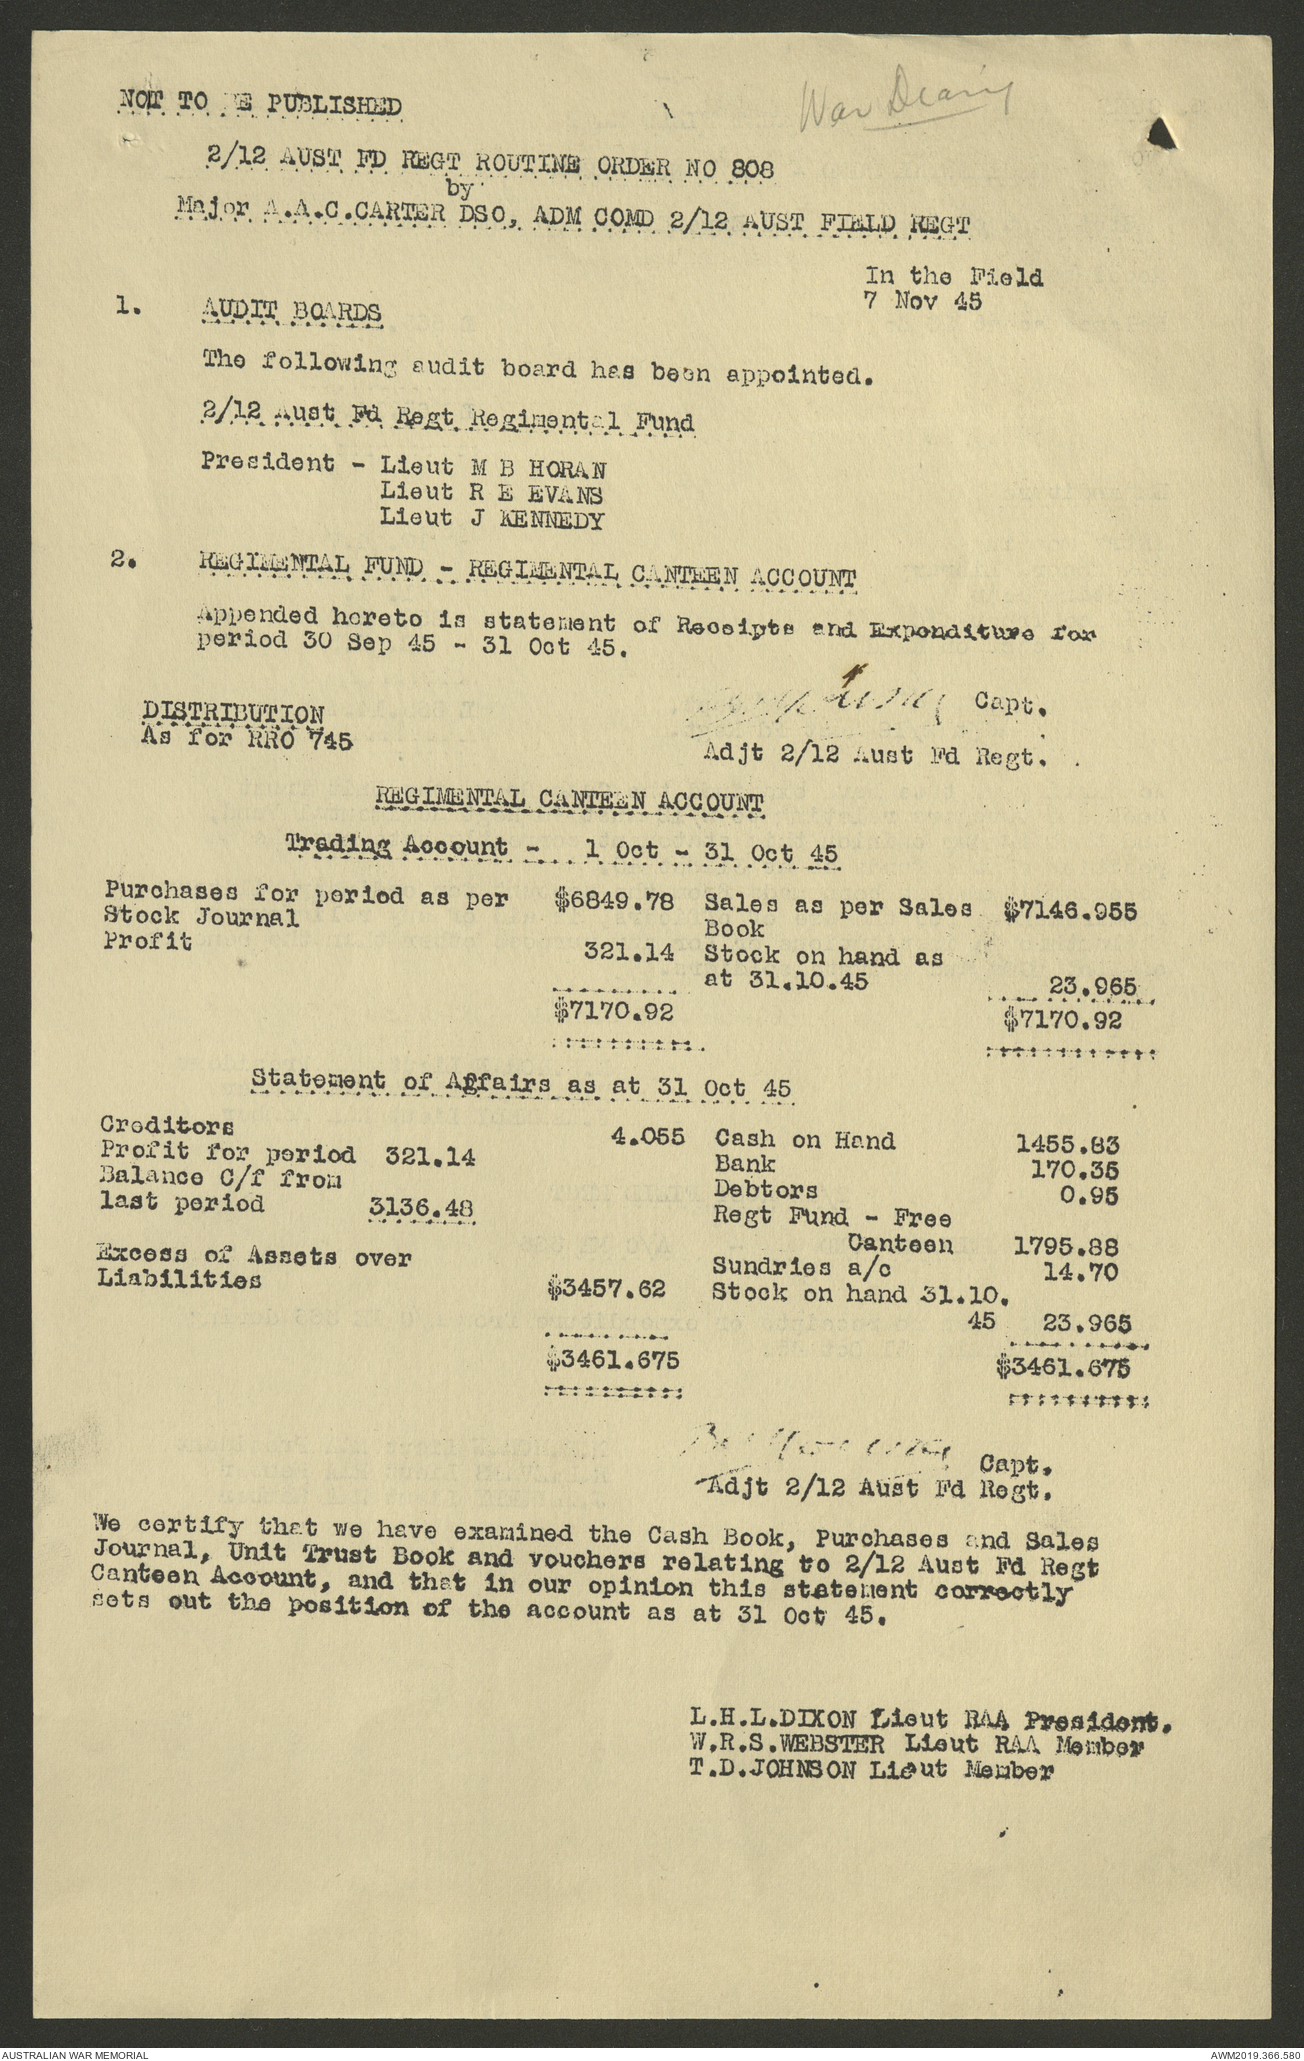 War Diary
NOT TO BE PUBLISHED
2/12 AUST FD REGT ROUTINE ORDER NO 808
by
Major A.A.C.CARTER DSO, ADM COMD 2/12 AUST FIELD REGT
In the Field
7 Nov 45
1. AUDIT BOARDS
The following audit board has been appointed.
2/12 Aust Fd Regt Regimental Fund
President - Lieut M B HORAN
Lieut R E EVANS
Lieut J KENNEDY
2. REGIMENTAL FUND - REGIMENTAL CANTEEN ACCOUNT
Appended hereto is statement of Receipts and Expenditure for
period 30 Sep 45 - 31 Oct 45.
Capt.
DISTRIBUTION
As for RRO 745
Adjt 2/12 Aust Fd Regt.
REGIMENTAL CANTEEN ACCOUNT
Trading Account - 1 Oct - 31 Oct 45
Purchases for period as per $6849.78 Sales as per Sales $7146.955
Stock Journal Book
Profit 321.14 Stock on hand as
at 31.10.45 23.965
$7170.92 $7170.92
Statement of Affairs as at 31 Oct 45
Creditors 4.055 Cash on Hand 1455.83
Profit for period 321.14 Bank 170.35
Balance C/f from Debtors 0.95
last period 3136.48 Regt Fund - Free
Canteen 1795.88
Excess of Assets over Sundries a/c 14.70
Liabilities $3457.62 Stock on hand 31.10.
45 23.965
$3461.675 $3461.675
Capt.
Adjt 2/12 Aust Fd Regt.
We certify that we have examined the Cash Book, Purchases and Sales
Journal, Unit Trust Book and vouchers relating to 2/12 Aust Fd Regt
Canteen Account, and that in our opinion this statement correctly
sets out the position of the account as at 31 Oct 45.
L.H.L.DIXON Lieut RAA President.
W.R.S.WEBSTER Lieut RAA Member
T.D.JOHNSON Lieut Member
AUSTRALIAN WAR MEMORIAL
AWM2019.366.580